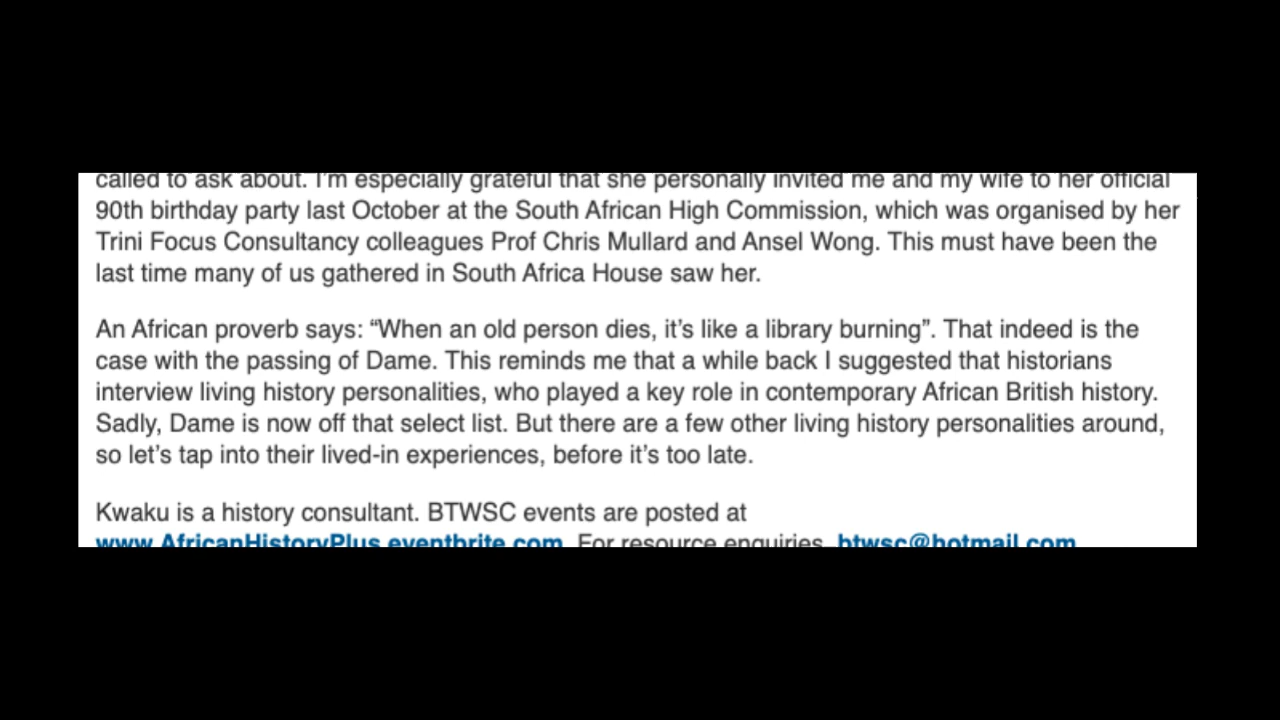 called to ask about. I'm especially grateful that she personally invited me and my wife to her official
90th birthday party last October at the South African High Commission, which was organised by her
Trini Focus Consultancy colleagues Prof Chris Mullard and Ansel Wong. This must have been the
last time many of us gathered in South Africa House saw her.
An African proverb says: “When an old person dies, it’s like a library burning”. That indeed is the
case with the passing of Dame. This reminds me that a while back I suggested that historians
interview living history personalities, who played a key role in contemporary African British history.
Sadly, Dame is now off that select list. But there are a few other living history personalities around,
so let’s tap into their lived-in experiences, before it’s too late.
Kwaku is a history consultant. BTWSC events are posted at
www.AfricanHistoryPlus.eventbrite.com. For resource enquiries, btwsc@hotmail.com